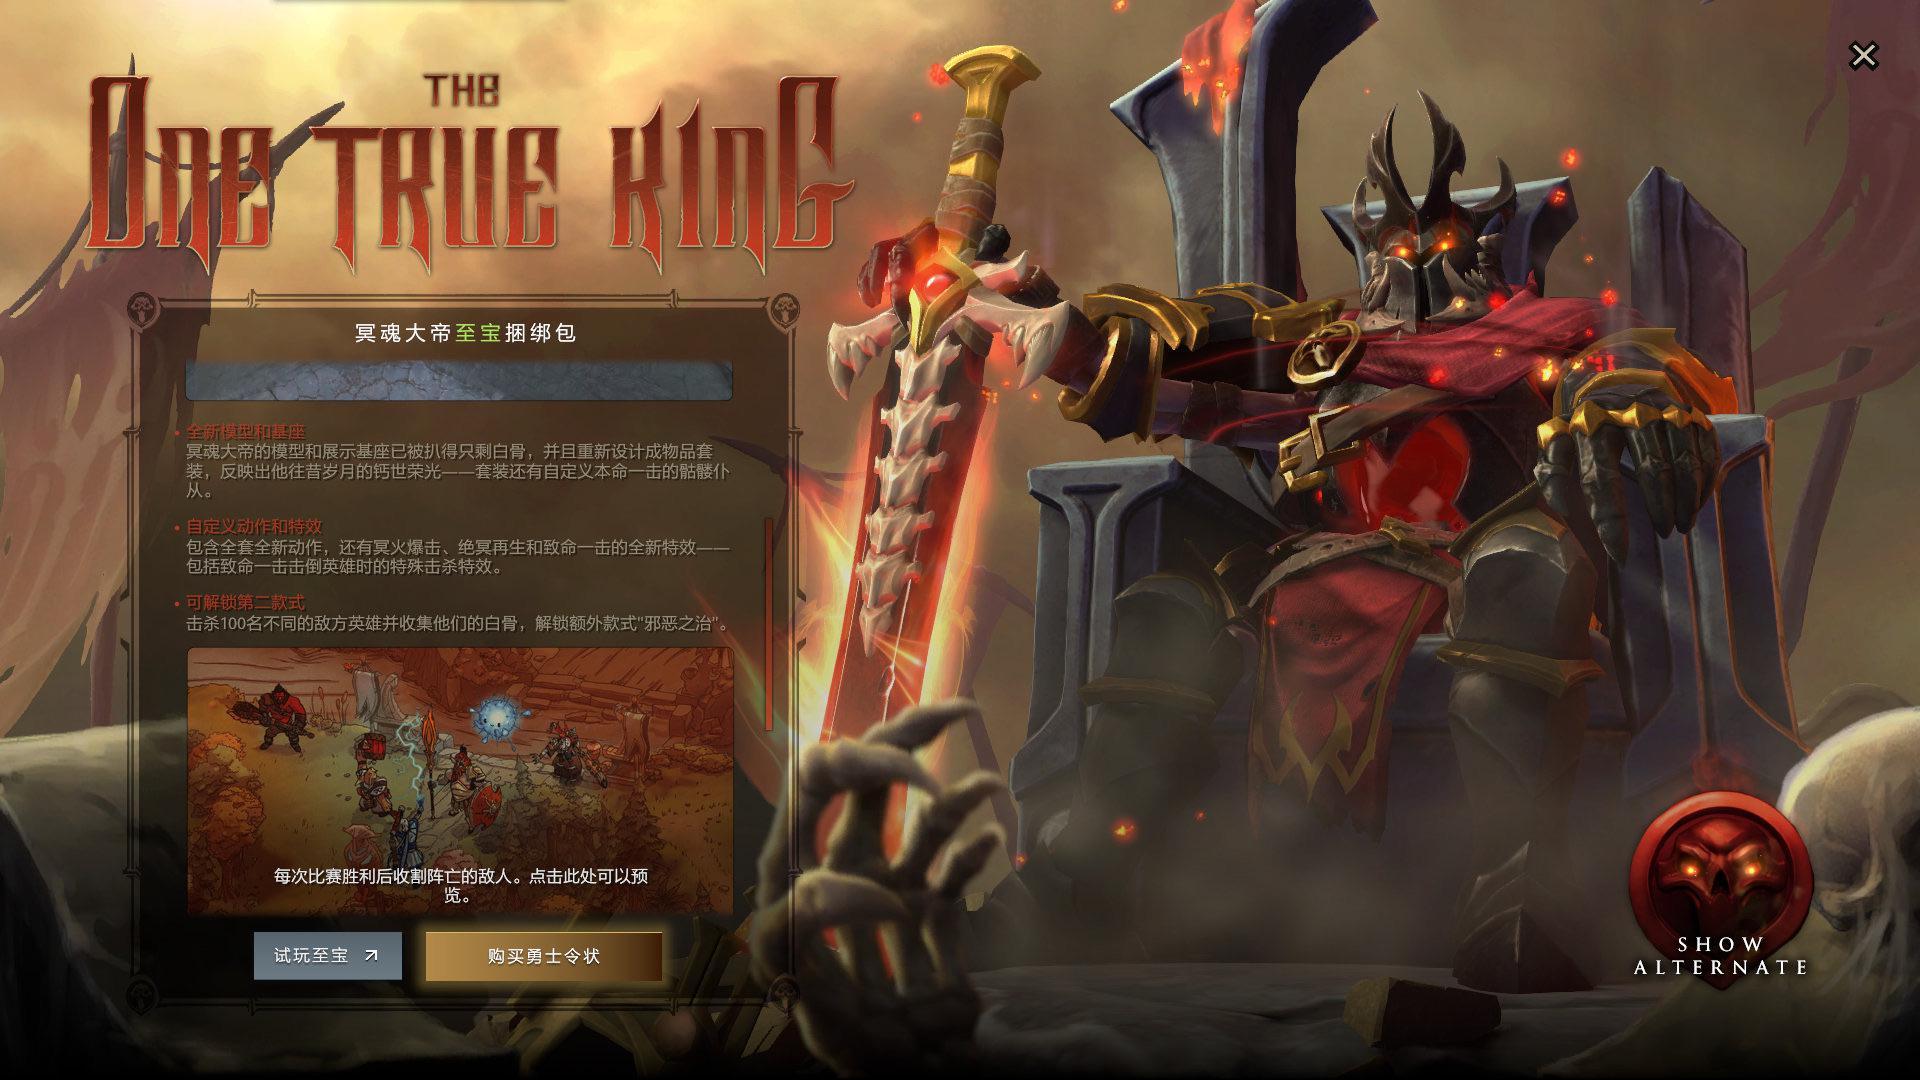 THE
ONE TRUE KING
冥魂大帝至宝捆绑包
全新模型和基座
冥魂大帝的模型和展示基座已被扒得只剩白骨，并且重新设计成物品套
装，反映出他往昔岁月的钙世荣光——套装还有自定义本命一击的骷髅仆
从。
自定义动作和特效
包含全套全新动作，还有冥火爆击、绝冥再生和致命一击的全新特效——
包括致命一击击倒英雄时的特殊击杀特效。
可解锁第二款式
击杀100名不同的敌方英雄并收集他们的白骨，解锁额外款式"邪恶之治"。
每次比赛胜利后收割阵亡的敌人。点击此处可以预
览。
试玩至宝
购买勇士令状
SHOW
ALTERNATE